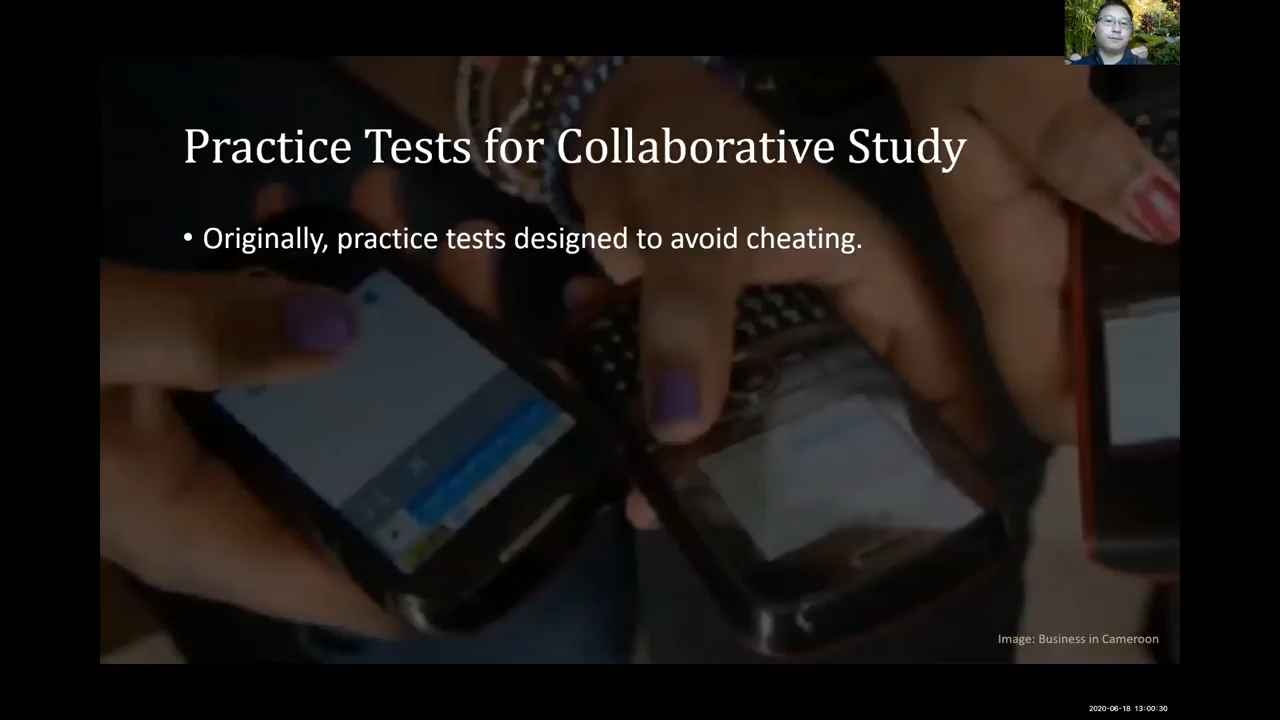 Practice Tests for Collaborative Study
• Originally, practice tests designed to avoid cheating.
Image: Business in Cameroon
2020-06-18 13:00:30